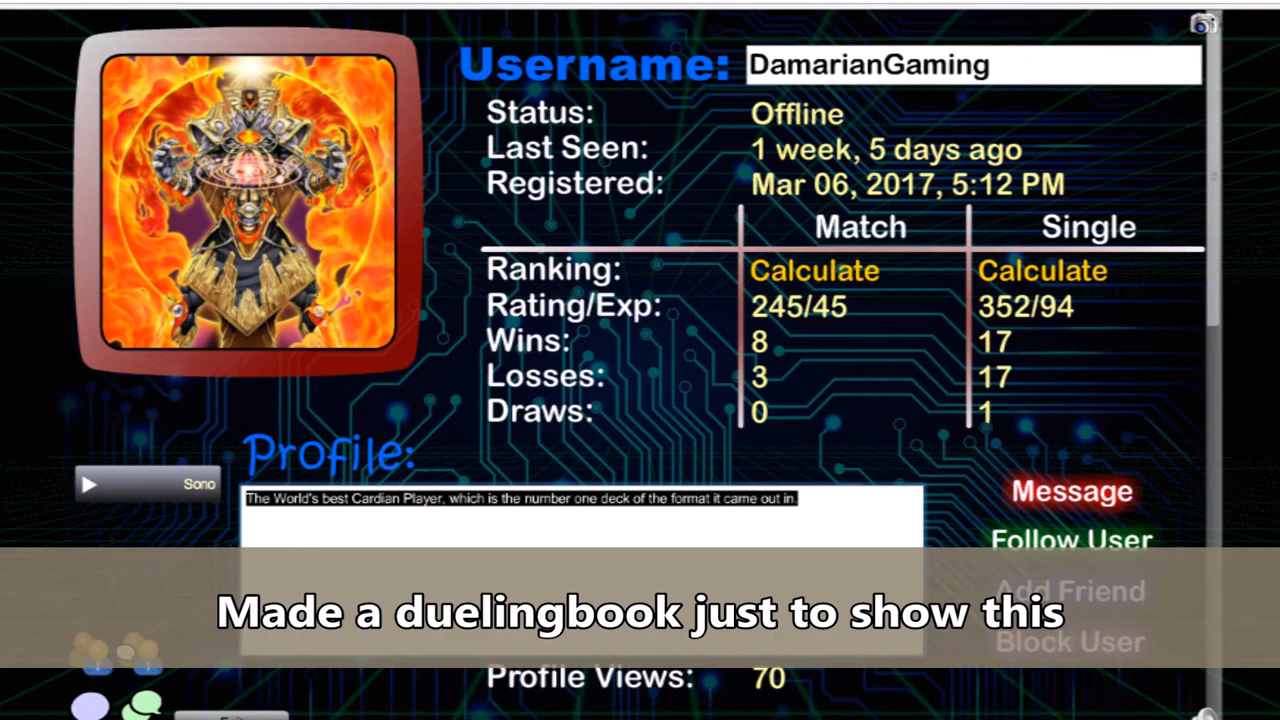 Username: DamarianGaming
Status: Offline
Last Seen: 1 week, 5 days ago
Registered: Mar 06, 2017, 5:12 PM
Match Single
Ranking: Calculate Calculate
Rating/Exp: 245/45 352/94
Wins: 8 17
Losses: 3 17
Draws: 0 1
Profile:
Sono
The World's best Cardian Player, which is the number one deck of the format it came out in.
Message
Follow User
Add Friend
Block User
Made a duelingbook just to show this
Profile Views: 70